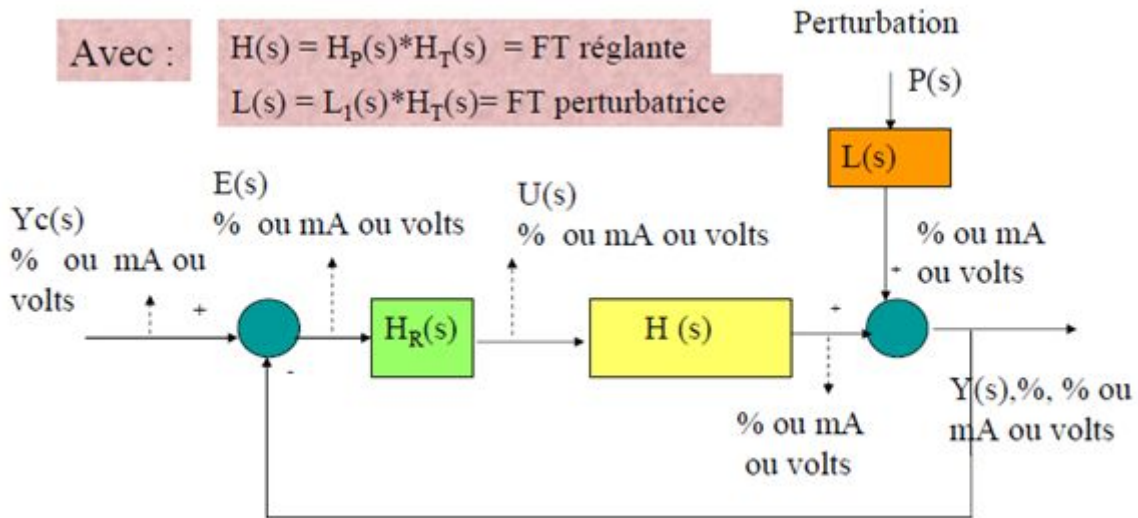 Perturbation
Avec :
H(s) = H_P(s)*H_T(s) = FT réglante
L(s) = L_1(s)*H_T(s)= FT perturbatrice
P(s)
L(s)
E(s)
% ou mA ou volts
U(s)
% ou mA ou volts
Yc(s)
% ou mA ou
volts
% ou mA
ou volts
+
+
+
-
H_R(s)
H (s)
Y(s),%, % ou
mA ou volts
% ou mA
ou volts